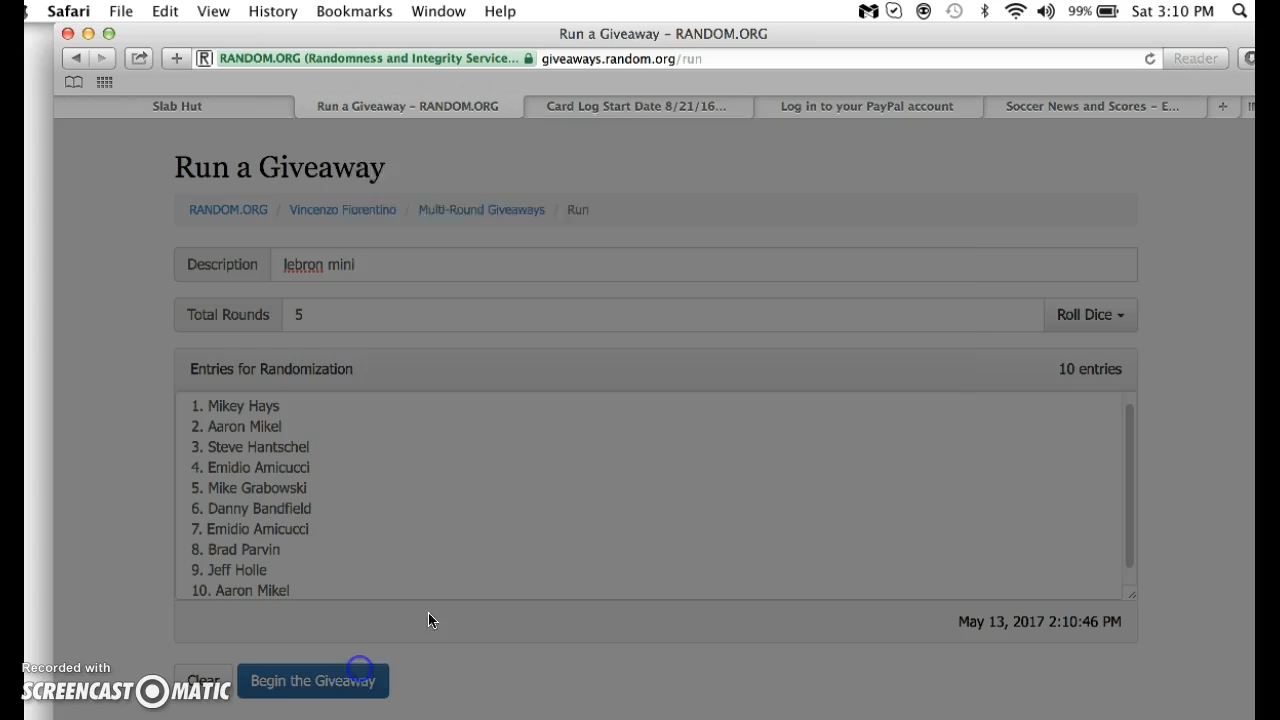 Safari File Edit View History Bookmarks Window Help 99% Sat 3:10 PM
Run a Giveaway – RANDOM.ORG
R RANDOM.ORG (Randomness and Integrity Service... giveaways.random.org/run Reader
Slab Hut Run a Giveaway – RANDOM.ORG Card Log Start Date 8/21/16... Log in to your PayPal account Soccer News and Scores – E... +
Run a Giveaway
RANDOM.ORG / Vincenzo Fiorentino / Multi-Round Giveaways / Run
Description lebron mini
Total Rounds 5 Roll Dice
Entries for Randomization 10 entries
1. Mikey Hays
2. Aaron Mikel
3. Steve Hantschel
4. Emidio Amicucci
5. Mike Grabowski
6. Danny Bandfield
7. Emidio Amicucci
8. Brad Parvin
9. Jeff Holle
10. Aaron Mikel
May 13, 2017 2:10:46 PM
Clear Begin the Giveaway
Recorded with
SCREENCAST MATIC